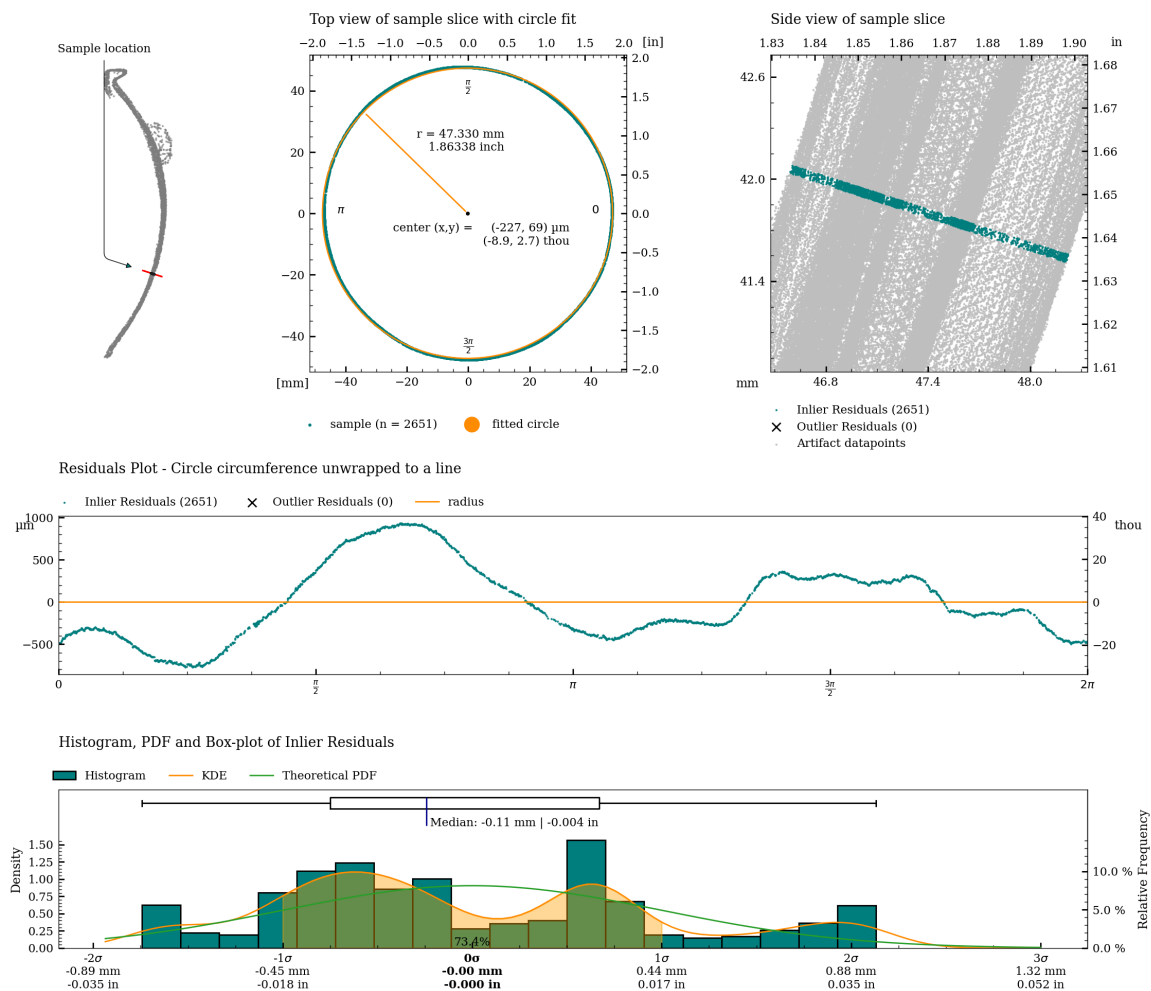 Sample location
Top view of sample slice with circle fit
−2.0 −1.5 −1.0 −0.5 0.0 0.5 1.0 1.5 2.0 [in]
40
20
0
−20
−40
2.0
1.5
1.0
0.5
0.0
−0.5
−1.0
−1.5
−2.0
π/2
r = 47.330 mm
1.86338 inch
π
0
center (x,y) = (-227, 69) µm
(-8.9, 2.7) thou
3π/2
[mm] −40 −20 0 20 40
sample (n = 2651) fitted circle
Side view of sample slice
1.83 1.84 1.85 1.86 1.87 1.88 1.89 1.90 in
42.6
42.0
41.4
1.68
1.67
1.66
1.65
1.64
1.63
1.62
1.61
mm 46.8 47.4 48.0
Inlier Residuals (2651)
Outlier Residuals (0)
Artifact datapoints
Residuals Plot - Circle circumference unwrapped to a line
Inlier Residuals (2651) Outlier Residuals (0) radius
1000
µm
500
0
−500
40
thou
20
0
−20
0 π/2 π 3π/2 2π
Histogram, PDF and Box-plot of Inlier Residuals
Histogram KDE Theoretical PDF
Median: -0.11 mm | -0.004 in
Density
1.50
1.25
1.00
0.75
0.50
0.25
0.00
Relative Frequency
10.0 %
5.0 %
0.0 %
73.4%
-2σ -1σ 0σ 1σ 2σ 3σ
-0.89 mm -0.45 mm -0.00 mm 0.44 mm 0.88 mm 1.32 mm
-0.035 in -0.018 in -0.000 in 0.017 in 0.035 in 0.052 in